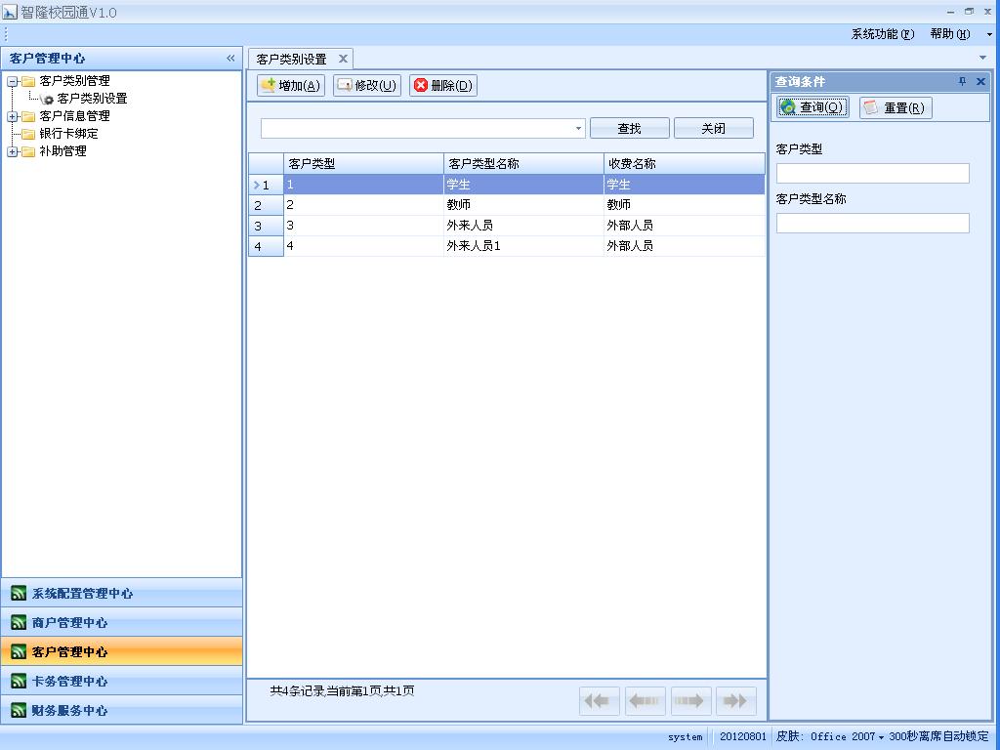 智隆校园通V1.0
系统功能(F) 帮助(H)
客户管理中心
客户类别管理
客户类别设置
客户信息管理
银行卡绑定
补助管理
系统配置管理中心
商户管理中心
客户管理中心
卡务管理中心
财务服务中心
客户类别设置
增加(A) 修改(U) 删除(D)
查找 关闭
客户类型 客户类型名称 收费名称
1 1 学生 学生
2 2 教师 教师
3 3 外来人员 外部人员
4 4 外来人员1 外部人员
共4条记录,当前第1页,共1页
查询条件
查询(Q) 重置(R)
客户类型
客户类型名称
system 20120801 皮肤: Office 2007 300秒离席自动锁定